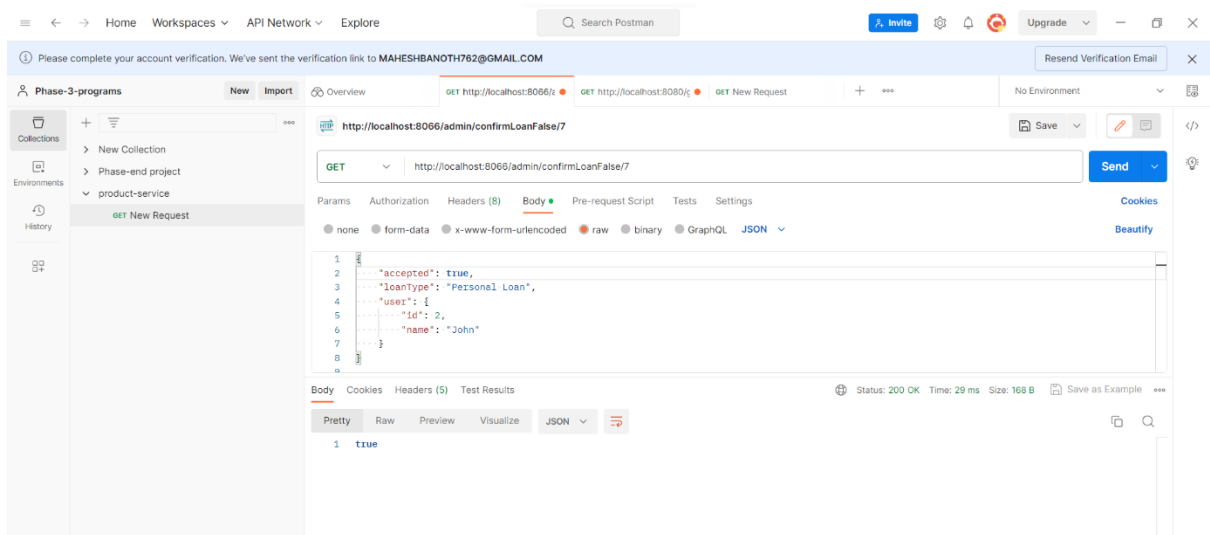 Home Workspaces API Network Explore Search Postman Invite Upgrade
Please complete your account verification. We've sent the verification link to MAHESHBANOTH762@GMAIL.COM Resend Verification Email
Phase-3-programs New Import Overview GET http://localhost:8066/a GET http://localhost:8080/g GET New Request + No Environment
Collections
Environments
History
New Collection
Phase-end project
product-service
GET New Request
HTTP http://localhost:8066/admin/confirmLoanFalse/7 Save
GET http://localhost:8066/admin/confirmLoanFalse/7 Send
Params Authorization Headers (8) Body Pre-request Script Tests Settings Cookies
none form-data x-www-form-urlencoded raw binary GraphQL JSON Beautify
1 {
2 "accepted": true,
3 "loanType": "Personal Loan",
4 "user": {
5 "id": 2,
6 "name": "John"
7 }
8 }
9
Body Cookies Headers (5) Test Results Status: 200 OK Time: 29 ms Size: 168 B Save as Example
Pretty Raw Preview Visualize JSON
1 true